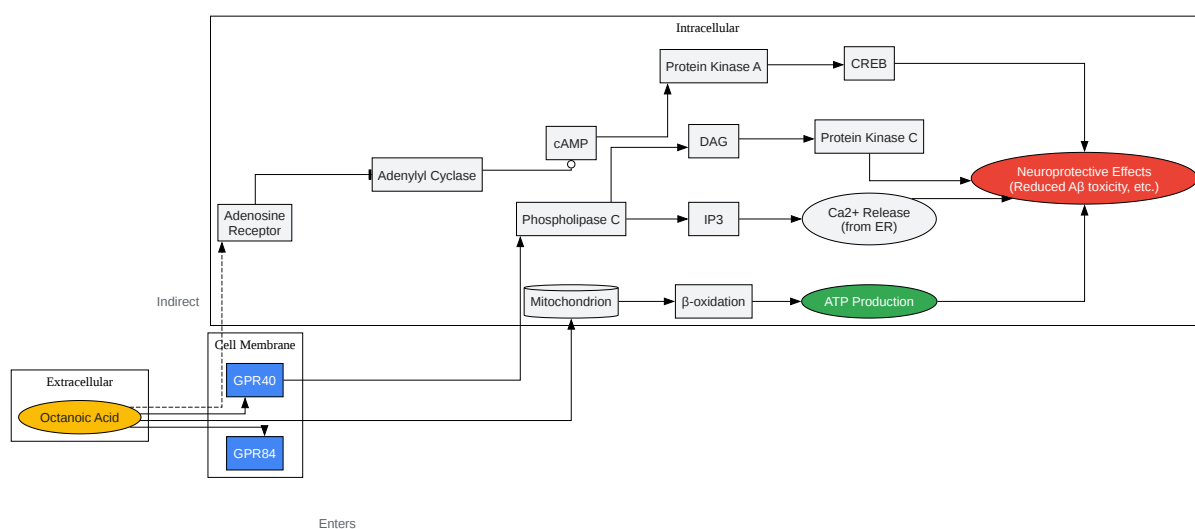 Intracellular
Protein Kinase A
CREB
cAMP
DAG
Protein Kinase C
Adenylyl Cyclase
Neuroprotective Effects
(Reduced Aβ toxicity, etc.)
Adenosine
Receptor
Phospholipase C
IP3
Ca2+ Release
(from ER)
Indirect
Mitochondrion
β-oxidation
ATP Production
Cell Membrane
GPR40
Extracellular
Octanoic Acid
GPR84
Enters